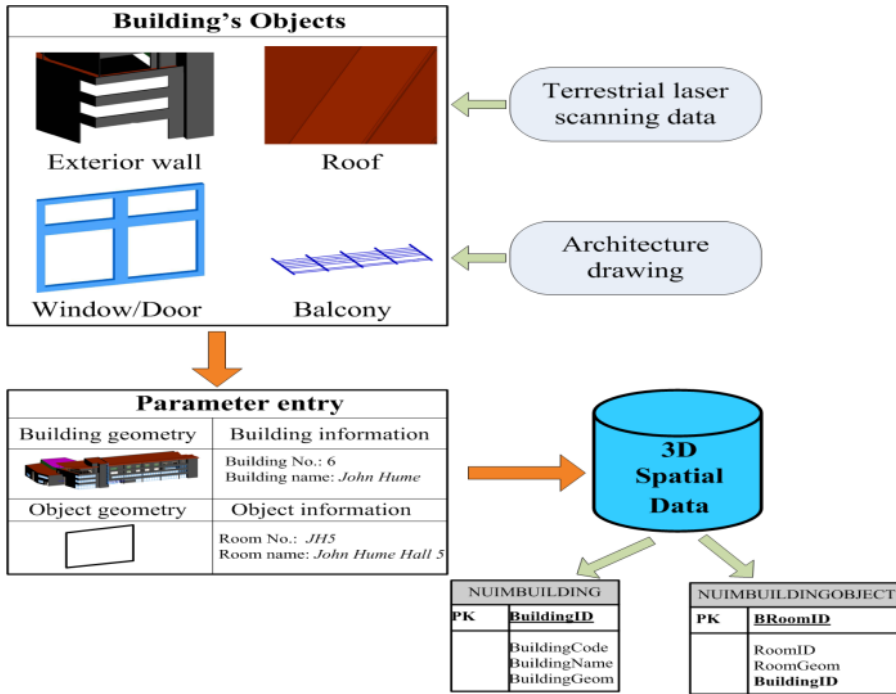 Building's Objects
Exterior wall
Roof
Window/Door
Balcony
Terrestrial laser
scanning data
Architecture
drawing
Parameter entry
Building geometry
Building information
Building No.: 6
Building name: John Hume
Object geometry
Object information
Room No.: JH5
Room name: John Hume Hall 5
3D
Spatial
Data
NUIMBUILDING
PK
BuildingID
BuildingCode
BuildingName
BuildingGeom
NUIMBUILDINGOBJECT
PK
BRoomID
RoomID
RoomGeom
BuildingID